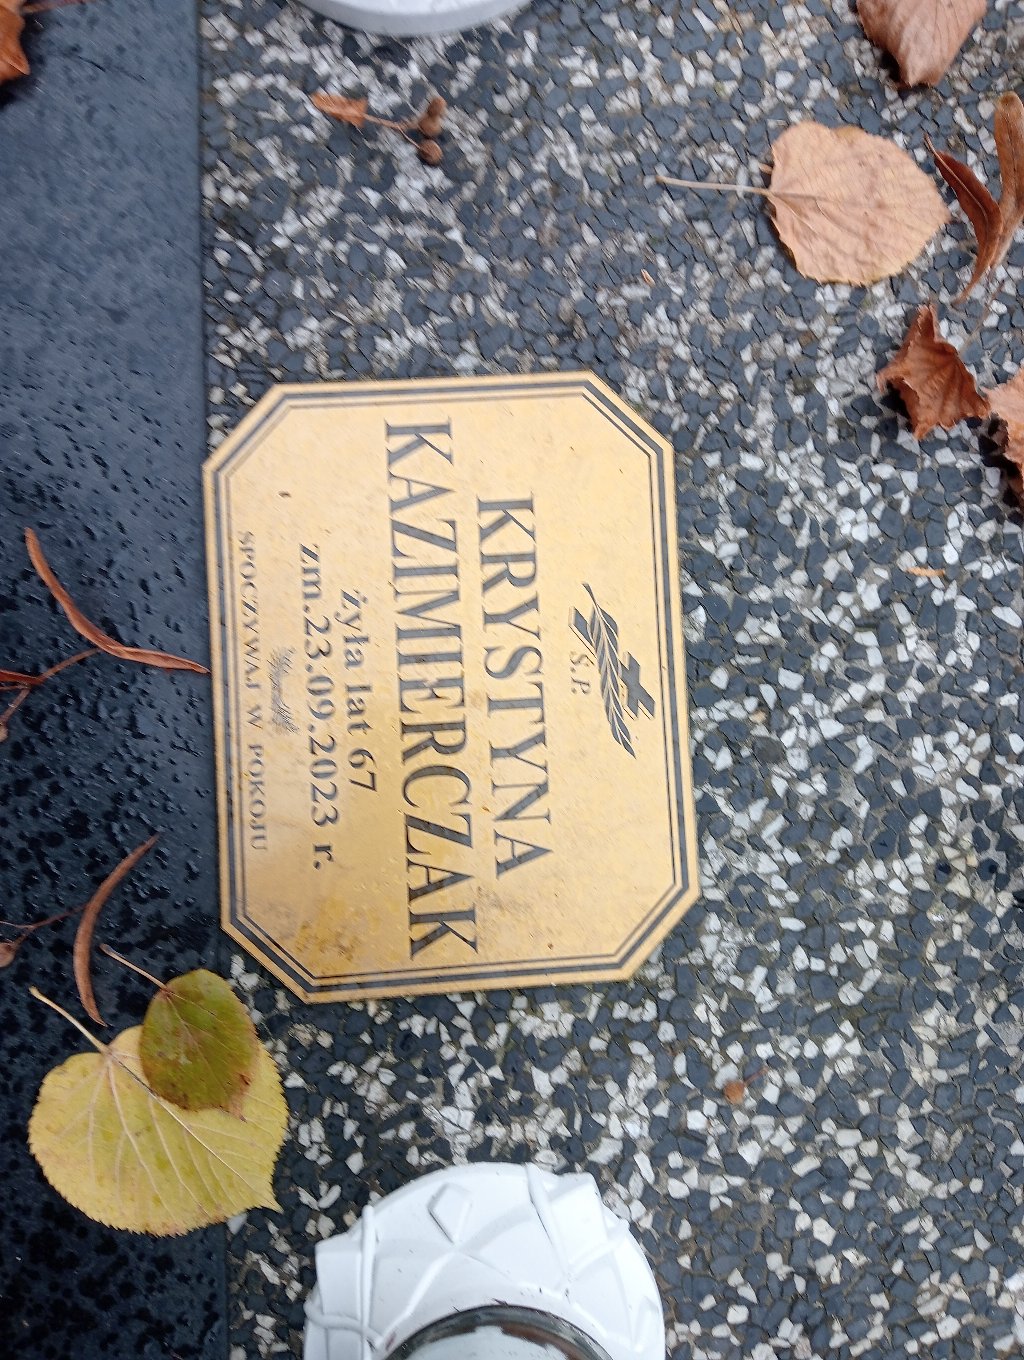 Ś.P.
KRYSTYNA
KAZIMIERCZAK
żyła lat 67
zm.23.09.2023 r.
SPOCZYWAJ W POKOJU